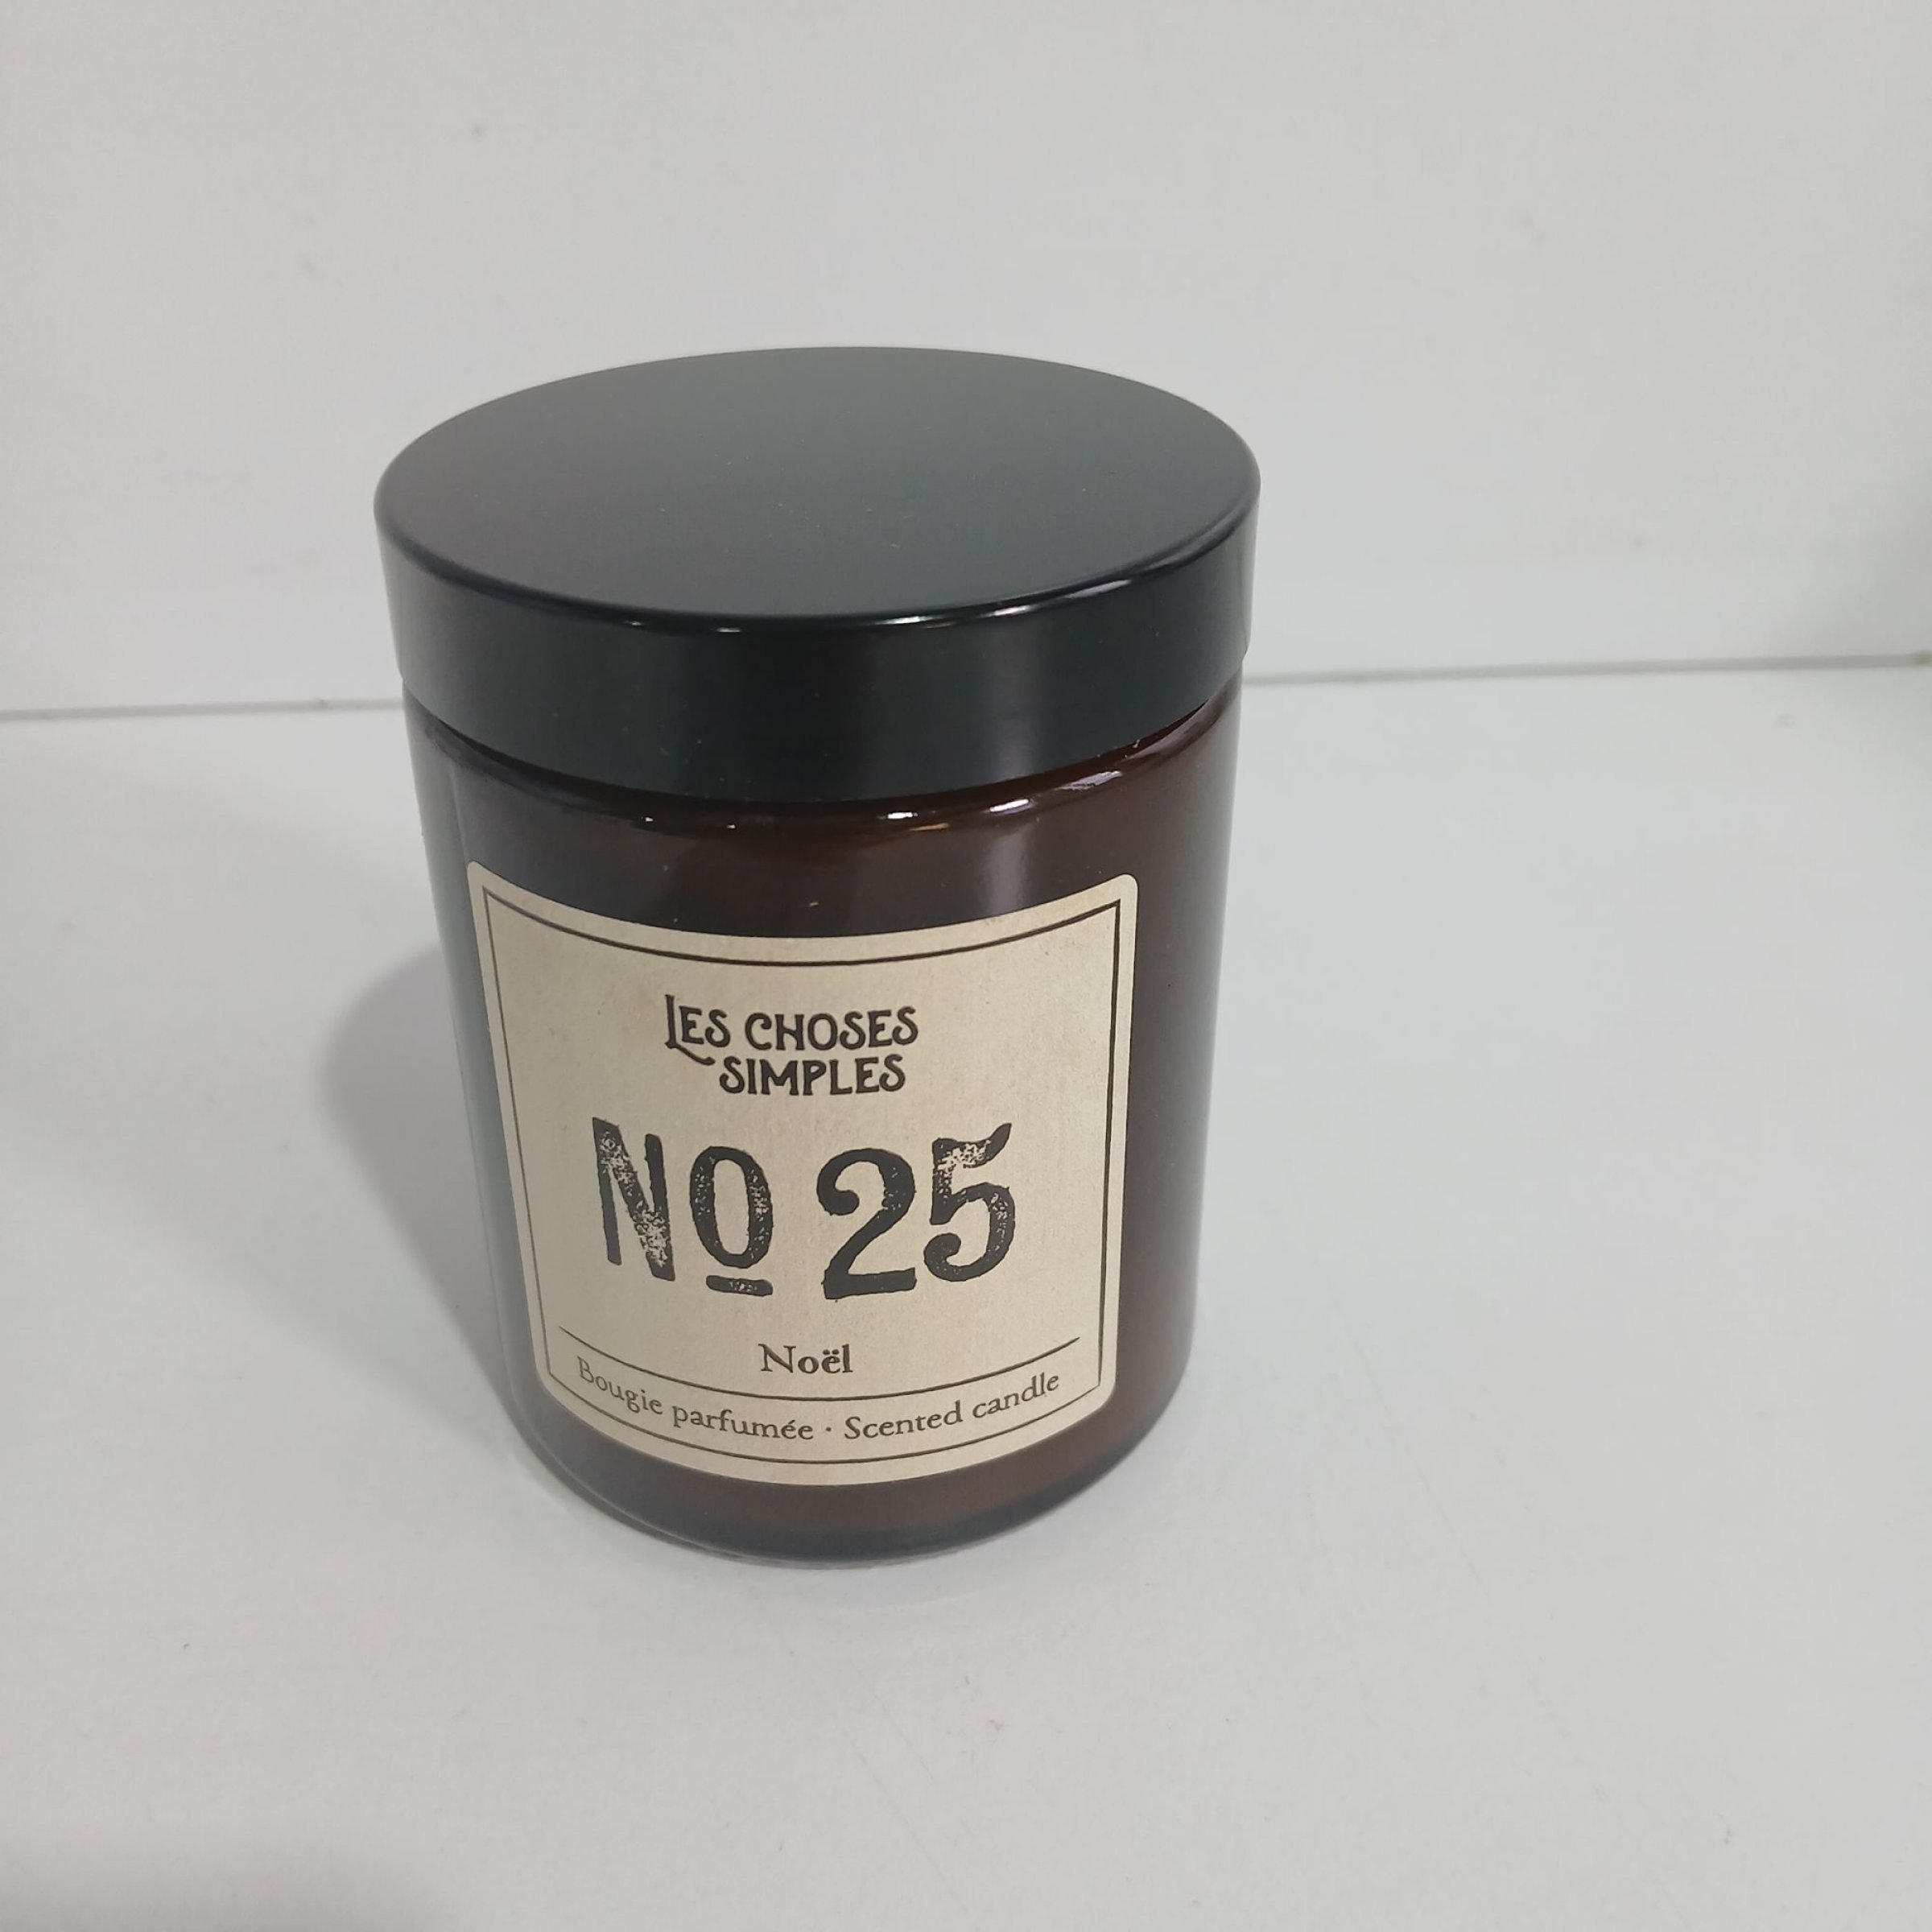 LES CHOSES
SIMPLES
No 25
Noël
Bougie parfumée · Scented candle